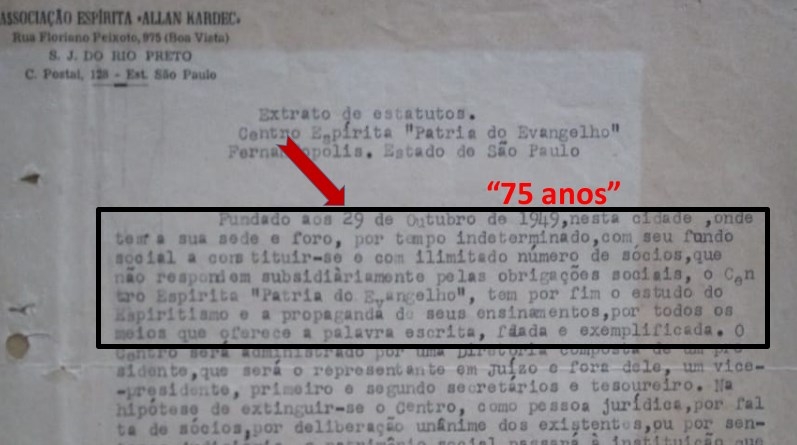 ASSOCIAÇÃO ESPÍRITA «ALLAN KARDEC»
Rua Floriano Peixoto, 975 (Boa Vista)
S. J. DO RIO PRETO
C. Postal, 128 - Est. São Paulo
Extrato de estatutos.
Centro Espírita "Patria do Evangelho"
Fernandópolis. Estado de São Paulo
"75 anos"
Fundado aos 29 de Outubro de 1949,nesta cidade ,onde
tem a sua sede e foro, por tempo indeterminado,com seu fundo
social a constituir-se e com ilimitado número de sócios,que
não respondem subsidiàriamente pelas obrigações sociais, o Cen
tro Espírita "Patria do Evangelho", tem por fim o estudo do
Espiritismo e a propaganda de seus ensinamentos,por todos os
meios que oferece a palavra escrita, falada e exemplificada. O
Centro será administrado por uma Diretoria composta de um pre
sidente,que será o representante em Juízo e fora dele, um vice-
-presidente, primeiro e segundo secretários e tesoureiro. Na
hipótese de extinguir-se o Centro, como pessoa jurídica,por fal
ta de sócios,por deliberação unânime dos existentes,ou por sen-
o patrimônio social passará à instituição que